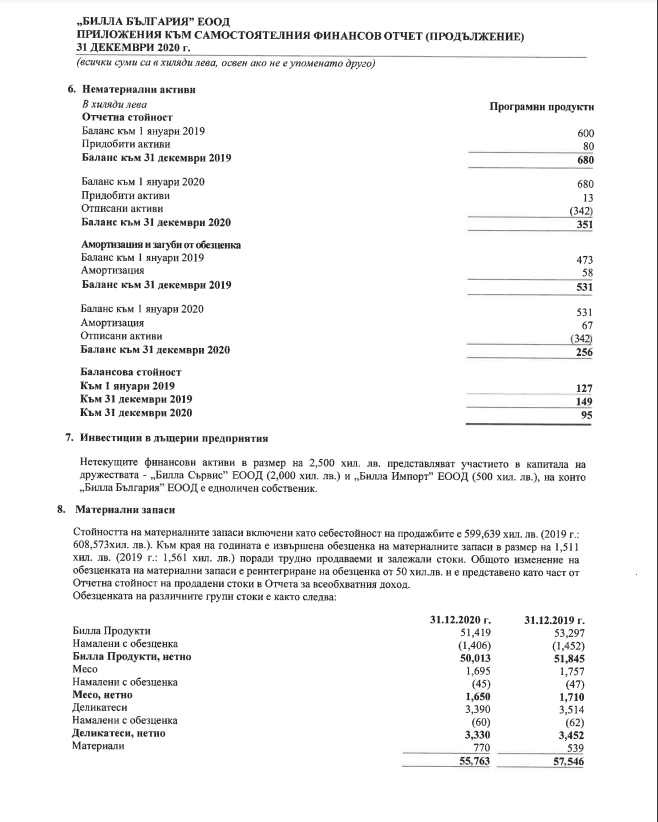 „БИЛЛА БЪЛГАРИЯ” ЕООД
ПРИЛОЖЕНИЯ КЪМ САМОСТОЯТЕЛНИЯ ФИНАНСОВ ОТЧЕТ (ПРОДЪЛЖЕНИЕ)
31 ДЕКЕМВРИ 2020 г.
(всички суми са в хиляди лева, освен ако не е упоменато друго)
6. Нематериални активи
В хиляди лева Програмни продукти
Отчетна стойност
Баланс към 1 януари 2019 600
Придобити активи 80
Баланс към 31 декември 2019 680
Баланс към 1 януари 2020 680
Придобити активи 13
Отписани активи (342)
Баланс към 31 декември 2020 351
Амортизация и загуби от обезценка
Баланс към 1 януари 2019 473
Амортизация 58
Баланс към 31 декември 2019 531
Баланс към 1 януари 2020 531
Амортизация 67
Отписани активи (342)
Баланс към 31 декември 2020 256
Балансова стойност
Към 1 януари 2019 127
Към 31 декември 2019 149
Към 31 декември 2020 95
7. Инвестиции в дъщерни предприятия
Нетекущите финансови активи в размер на 2,500 хил. лв. представляват участието в капитала на
дружествата - „Билла Сървис” ЕООД (2,000 хил. лв.) и „Билла Импорт” ЕООД (500 хил. лв.), на които
„Билла България” ЕООД е едноличен собственик.
8. Материални запаси
Стойността на материалните запаси включени като себестойност на продажбите е 599,639 хил. лв. (2019 г.:
608,573хил. лв.). Към края на годината е извършена обезценка на материалните запаси в размер на 1,511
хил. лв. (2019 г.: 1,561 хил. лв.) поради трудно продаваеми и залежали стоки. Общото изменение на
обезценката на материални запаси е реинтегриране на обезценка от 50 хил.лв. и е представено като част от
Отчетна стойност на продадени стоки в Отчета за всеобхватния доход.
Обезценката на различните групи стоки е както следва:
31.12.2020 г. 31.12.2019 г.
Билла Продукти 51,419 53,297
Намалени с обезценка (1,406) (1,452)
Билла Продукти, нетно 50,013 51,845
Месо 1,695 1,757
Намалени с обезценка (45) (47)
Месо, нетно 1,650 1,710
Деликатеси 3,390 3,514
Намалени с обезценка (60) (62)
Деликатеси, нетно 3,330 3,452
Материали 770 539
55,763 57,546